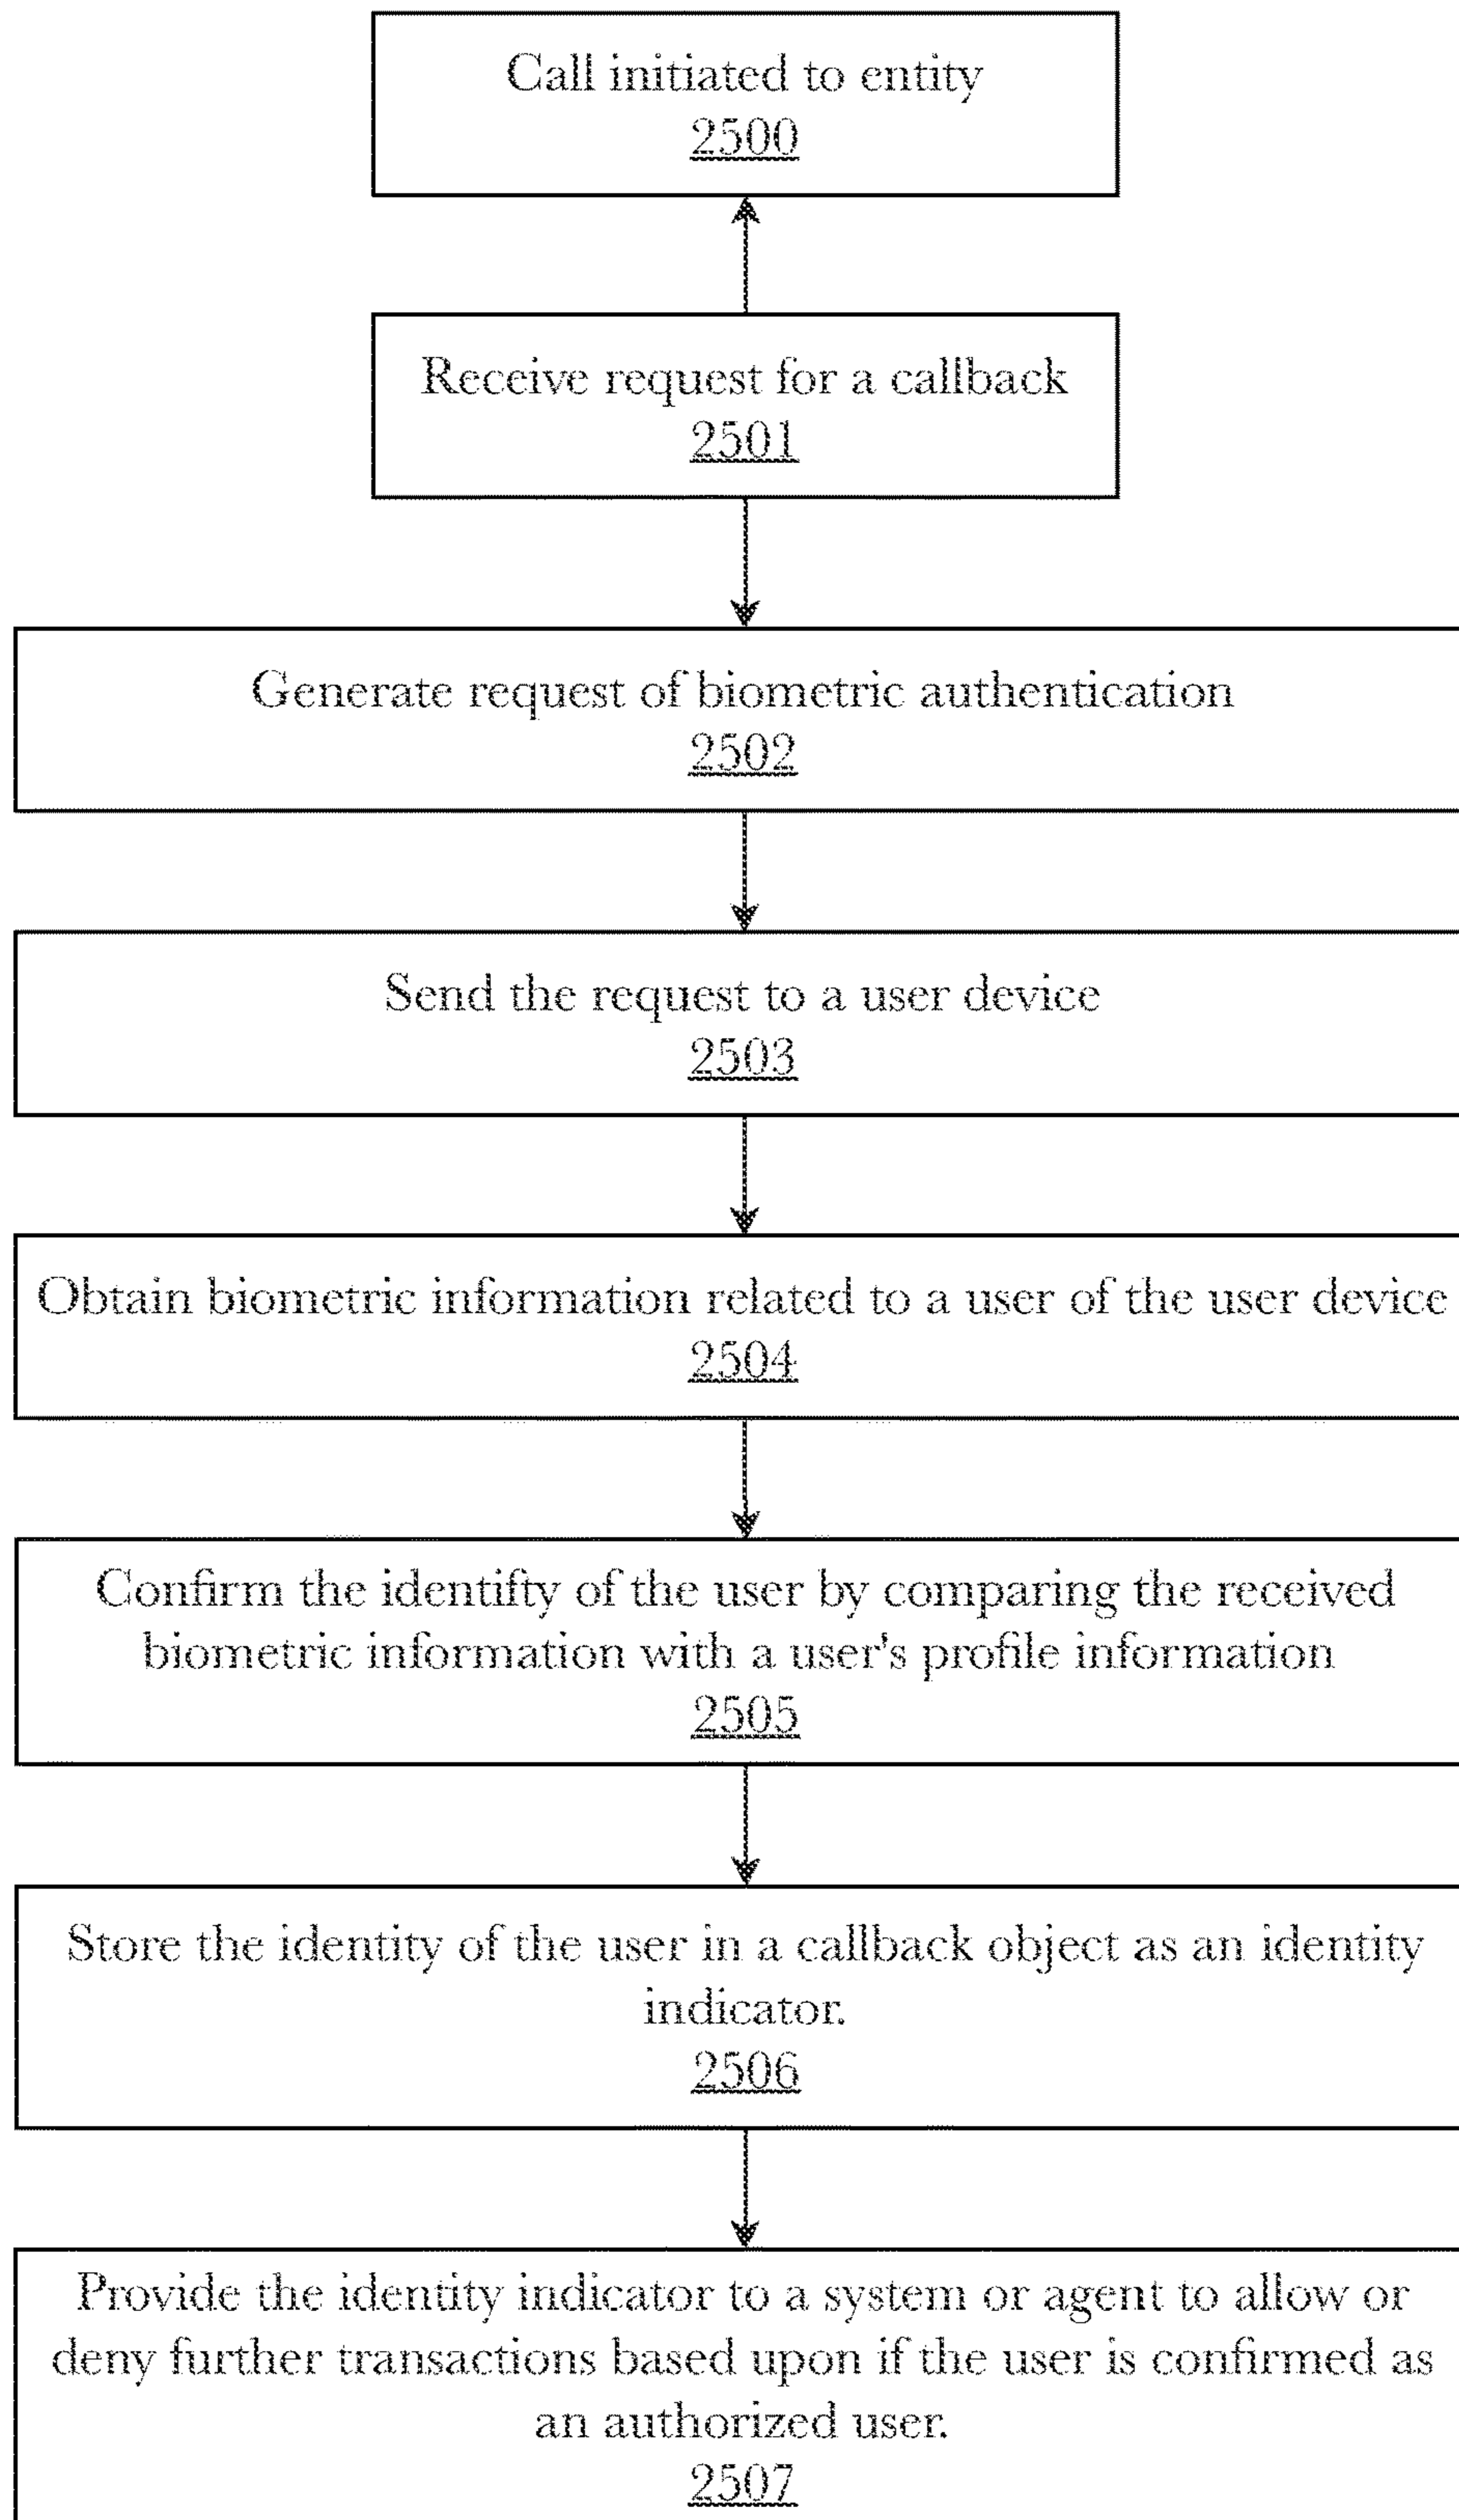 Call initiated to entity
2500
Receive request for a callback
2501
Generate request of biometric authentication
2502
Send the request to a user device
2503
Obtain biometric information related to a user of the user device
2504
Confirm the identifty of the user by comparing the received
biometric information with a user's profile information
2505
Store the identity of the user in a callback object as an identity
indicator.
2506
Provide the identity indicator to a system or agent to allow or
deny further transactions based upon if the user is confirmed as
an authorized user.
2507